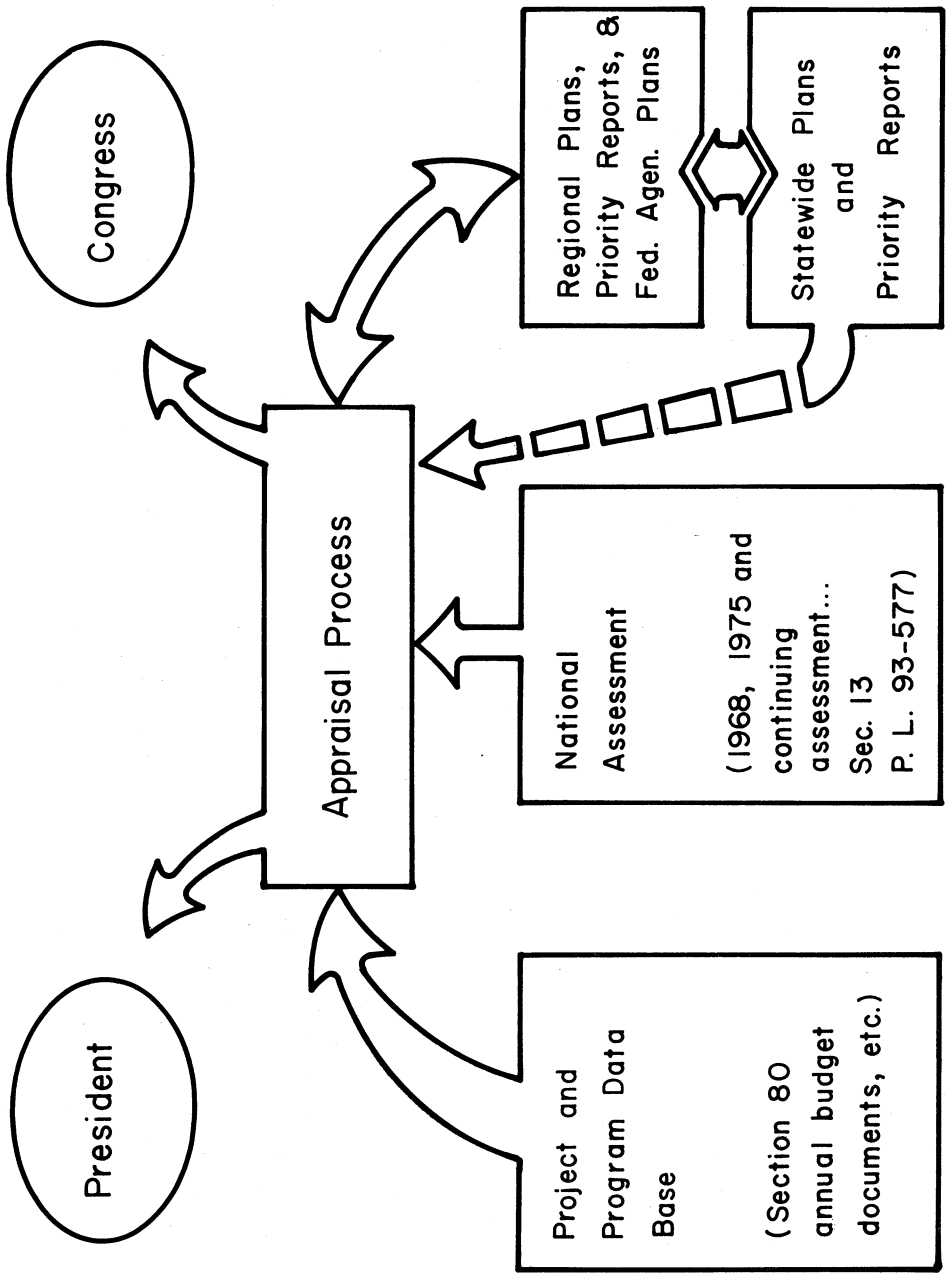 President
Congress
Appraisal Process
Project and
Program Data
Base
(Section 80
annual budget
documents, etc.)
National
Assessment
(1968, 1975 and
continuing
assessment...
Sec. 13
P. L. 93-577)
Regional Plans,
Priority Reports, &
Fed. Agen. Plans
Statewide Plans
and
Priority Reports